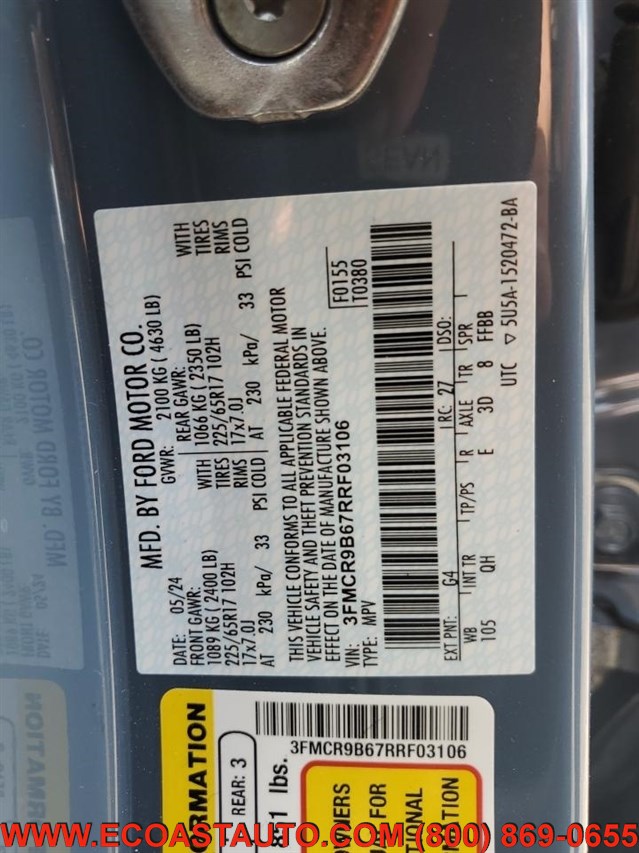 MFD. BY FORD MOTOR CO.
DATE: 05/24 GVWR: 2100 KG ( 4630 LB)
FRONT GAWR: REAR GAWR: WITH
1089 KG ( 2400 LB) WITH 1066 KG ( 2350 LB) TIRES
225/65R17 102H TIRES 225/65R17 102H RIMS
17x7.0J RIMS 17x7.0J
AT 230 kPa/ 33 PSI COLD AT 230 kPa/ 33 PSI COLD
THIS VEHICLE CONFORMS TO ALL APPLICABLE FEDERAL MOTOR
VEHICLE SAFETY AND THEFT PREVENTION STANDARDS IN
EFFECT ON THE DATE OF MANUFACTURE SHOWN ABOVE.
VIN: 3FMCR9B67RRF03106
TYPE: MPV
F0155
T0380
EXT PNT: G4 RC: 27 DSO:
WB INT TR TP/PS R AXLE TR SPR
105 QH E 3D 8 FFBB
UTC ▽ 5U5A-1520472-BA
REAR: 3
lbs.
3FMCR9B67RRF03106
WWW.ECOASTAUTO.COM (800) 869-0655